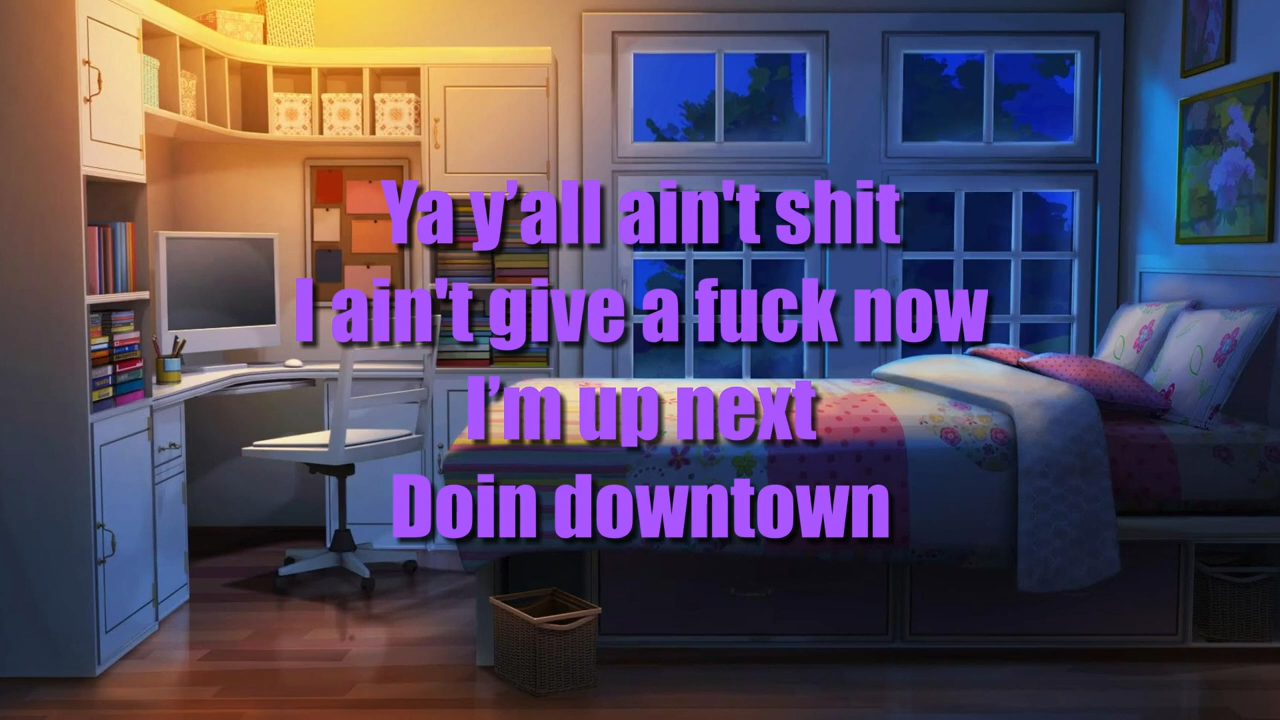 Ya y’all ain't shit
I ain't give a fuck now
I’m up next
Doin downtown